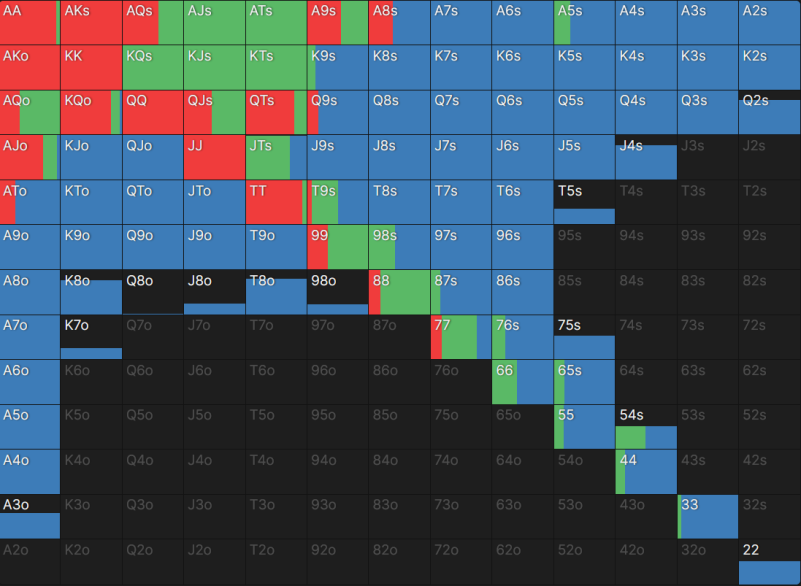 AA AKs AQs AJs ATs A9s A8s A7s A6s A5s A4s A3s A2s
AKo KK KQs KJs KTs K9s K8s K7s K6s K5s K4s K3s K2s
AQo KQo QQ QJs QTs Q9s Q8s Q7s Q6s Q5s Q4s Q3s Q2s
AJo KJo QJo JJ JTs J9s J8s J7s J6s J5s J4s J3s J2s
ATo KTo QTo JTo TT T9s T8s T7s T6s T5s T4s T3s T2s
A9o K9o Q9o J9o T9o 99 98s 97s 96s 95s 94s 93s 92s
A8o K8o Q8o J8o T8o 98o 88 87s 86s 85s 84s 83s 82s
A7o K7o Q7o J7o T7o 97o 87o 77 76s 75s 74s 73s 72s
A6o K6o Q6o J6o T6o 96o 86o 76o 66 65s 64s 63s 62s
A5o K5o Q5o J5o T5o 95o 85o 75o 65o 55 54s 53s 52s
A4o K4o Q4o J4o T4o 94o 84o 74o 64o 54o 44 43s 42s
A3o K3o Q3o J3o T3o 93o 83o 73o 63o 53o 43o 33 32s
A2o K2o Q2o J2o T2o 92o 82o 72o 62o 52o 42o 32o 22